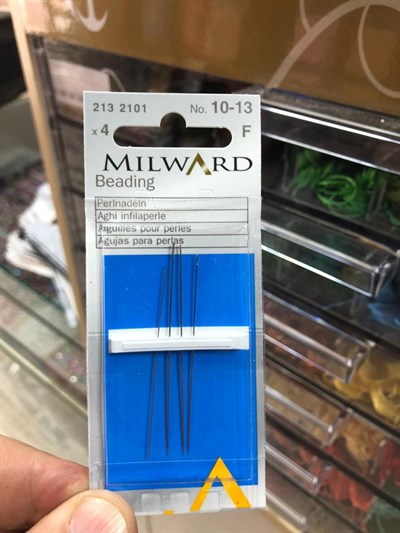 213 2101 No. 10-13
x 4 F
MILWARD
Beading
Perlnadeln
Aghi infilaperle
Aiguilles pour perles
Agujas para perlas